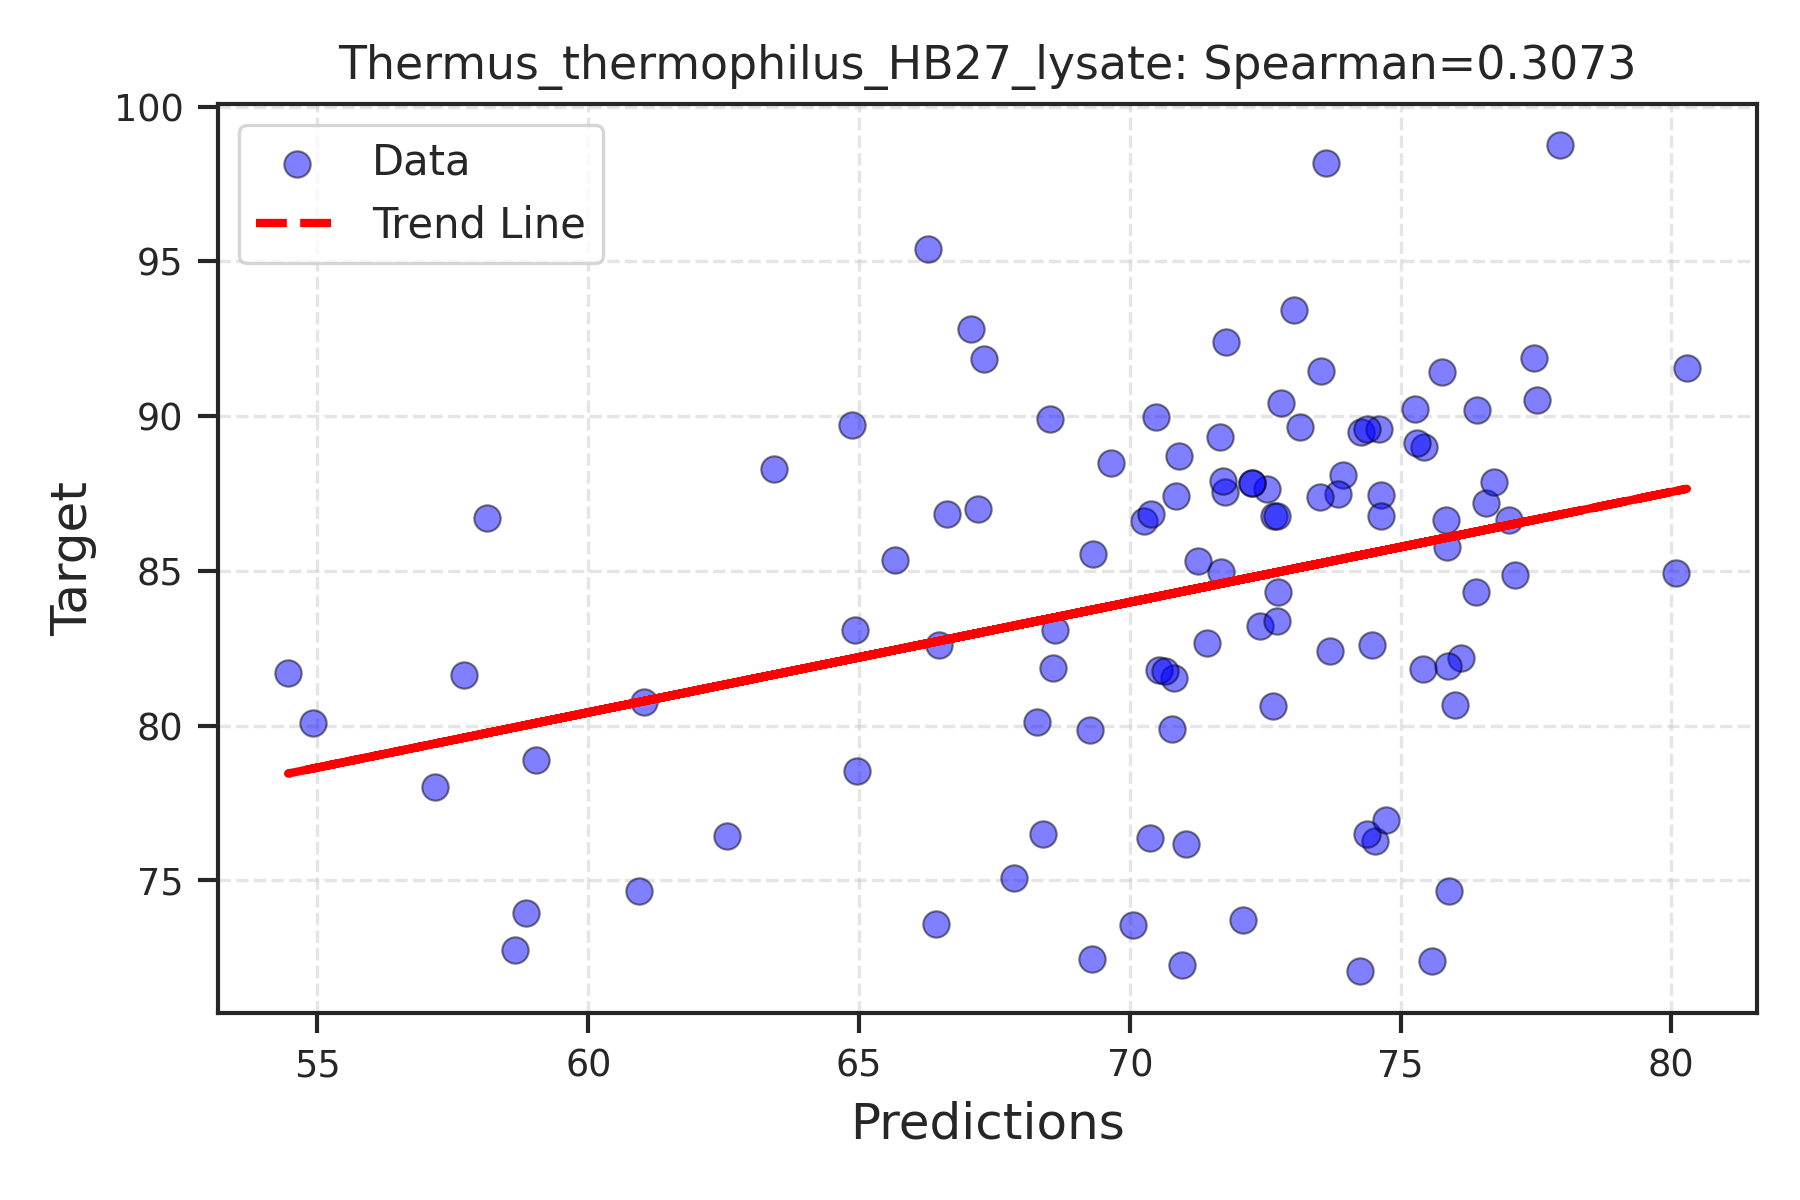 Thermus_thermophilus_HB27_lysate: Spearman=0.3073
100
95
90
85
80
75
Target
Data
Trend Line
55
60
65
70
75
80
Predictions